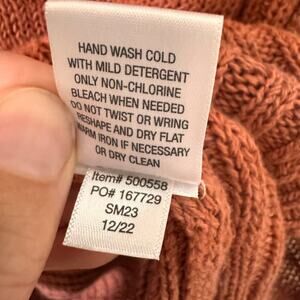 HAND WASH COLD
WITH MILD DETERGENT
ONLY NON-CHLORINE
BLEACH WHEN NEEDED
DO NOT TWIST OR WRING
RESHAPE AND DRY FLAT
WARM IRON IF NECESSARY
OR DRY CLEAN
Item# 500558
PO# 167729
SM23
12/22